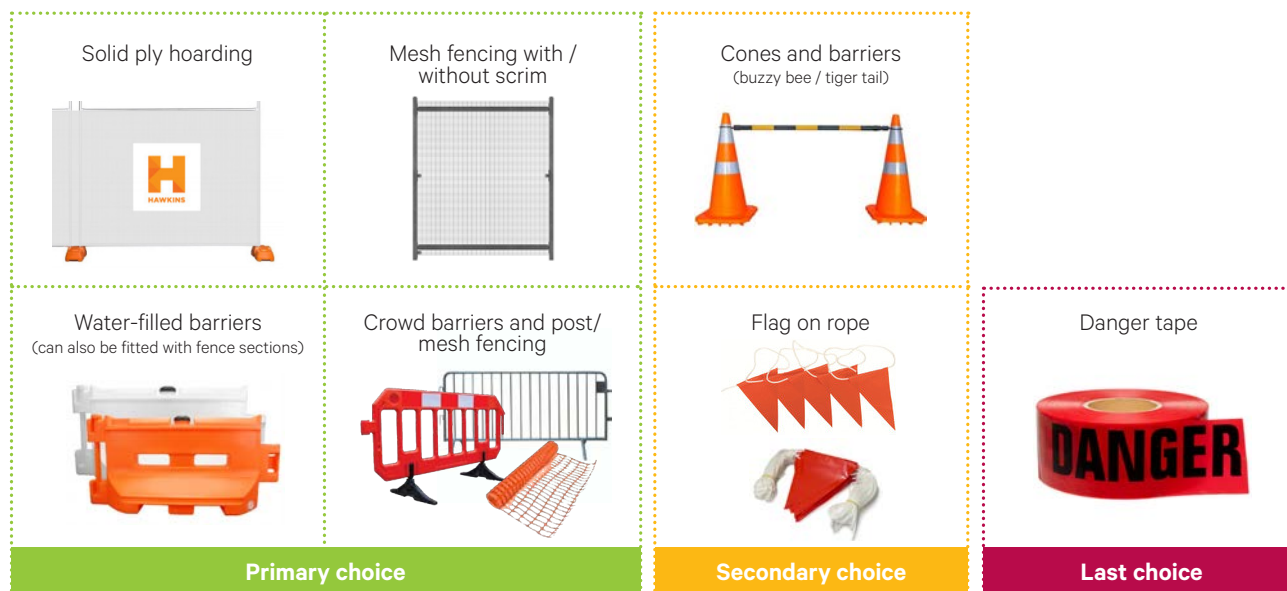 Solid ply hoarding
HAWKINS
Mesh fencing with /
without scrim
Cones and barriers
(buzzy bee / tiger tail)
Water-filled barriers
(can also be fitted with fence sections)
Crowd barriers and post/
mesh fencing
Flag on rope
Danger tape
DANGER
Primary choice
Secondary choice
Last choice